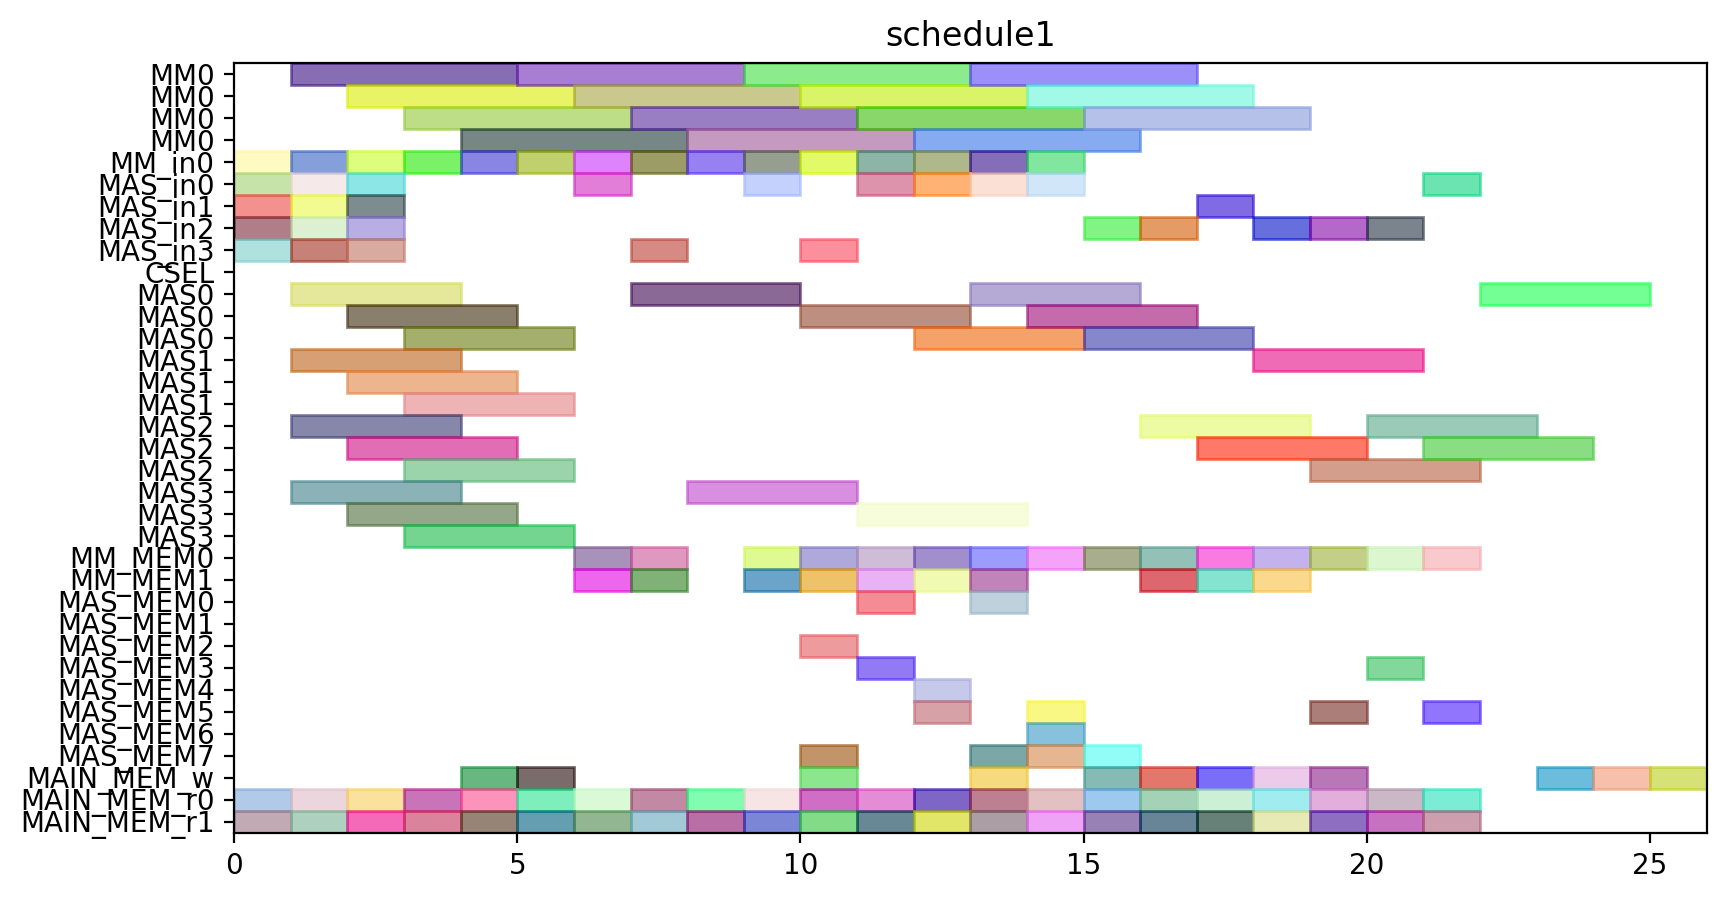 schedule1
MM0
MM0
MM0
MM0
MM_in0
MAS_in0
MAS_in1
MAS_in2
MAS_in3
CSEL
MAS0
MAS0
MAS0
MAS1
MAS1
MAS1
MAS2
MAS2
MAS2
MAS3
MAS3
MAS3
MM_MEM0
MM_MEM1
MAS_MEM0
MAS_MEM1
MAS_MEM2
MAS_MEM3
MAS_MEM4
MAS_MEM5
MAS_MEM6
MAS_MEM7
MAIN_MEM_w
MAIN_MEM_r0
MAIN_MEM_r1
0 5 10 15 20 25